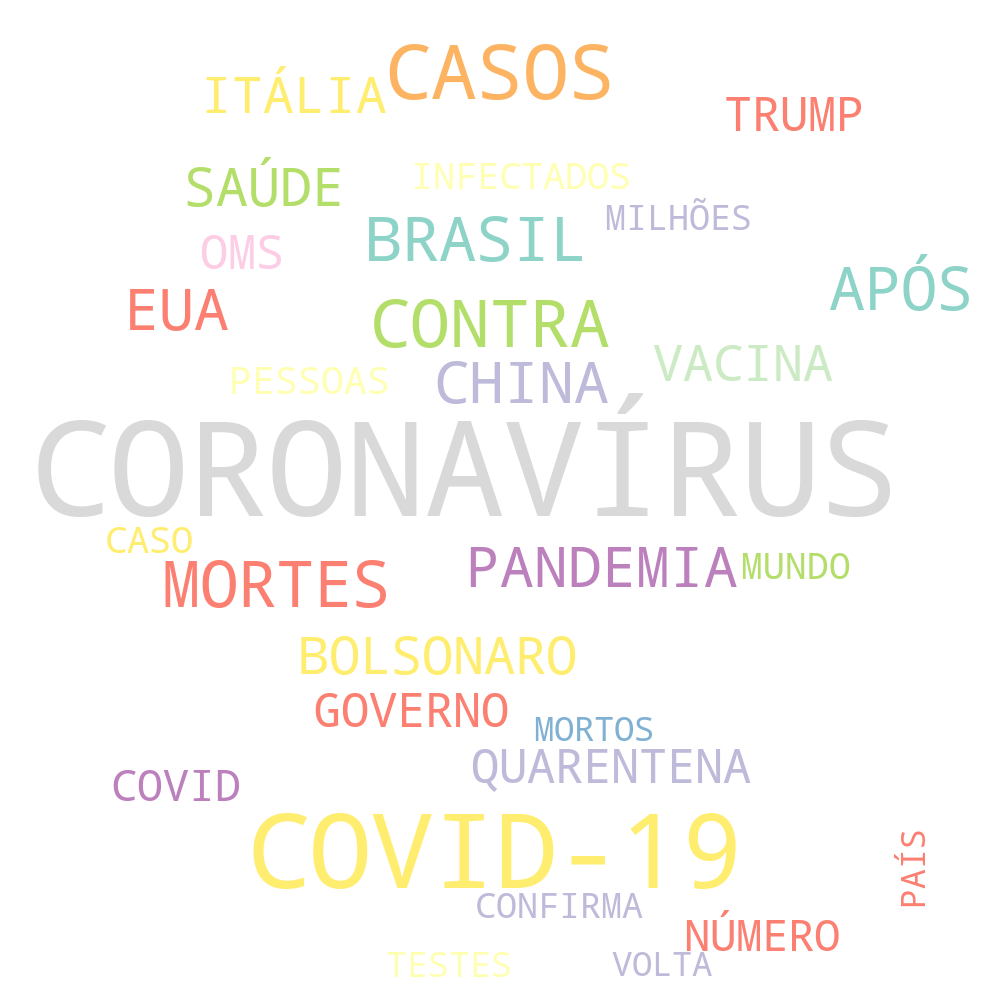 CASOS
ITÁLIA
TRUMP
INFECTADOS
SAÚDE
MILHÕES
BRASIL
OMS
APÓS
EUA
CONTRA
VACINA
PESSOAS
CHINA
CORONAVÍRUS
CASO
PANDEMIA
MUNDO
MORTES
BOLSONARO
GOVERNO
MORTOS
QUARENTENA
COVID
COVID-19
PAÍS
CONFIRMA
NÚMERO
TESTES
VOLTA